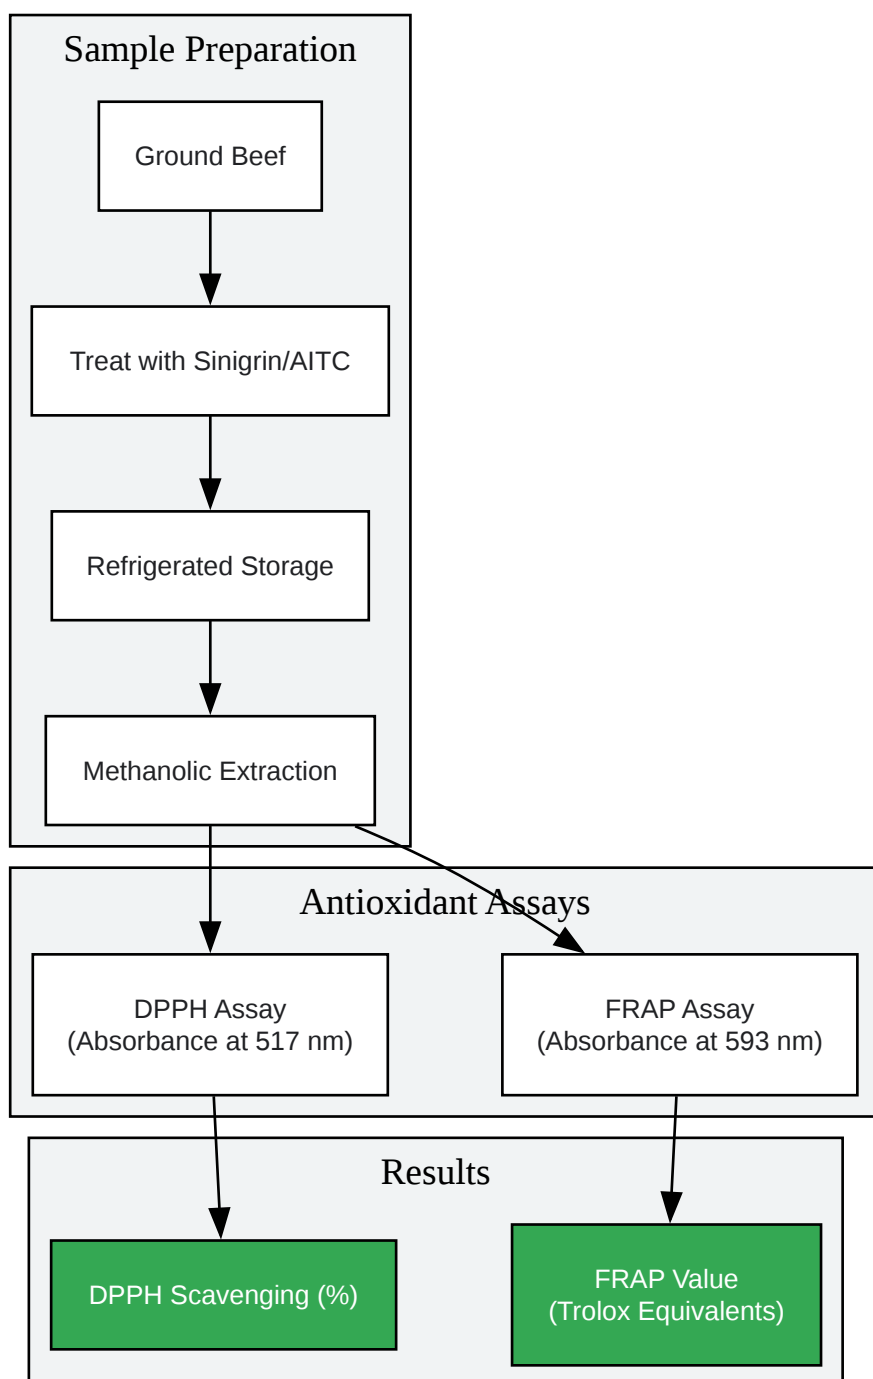 Sample Preparation
Ground Beef
Treat with Sinigrin/AITC
Refrigerated Storage
Methanolic Extraction
Antioxidant Assays
DPPH Assay
(Absorbance at 517 nm)
FRAP Assay
(Absorbance at 593 nm)
Results
DPPH Scavenging (%)
FRAP Value
(Trolox Equivalents)